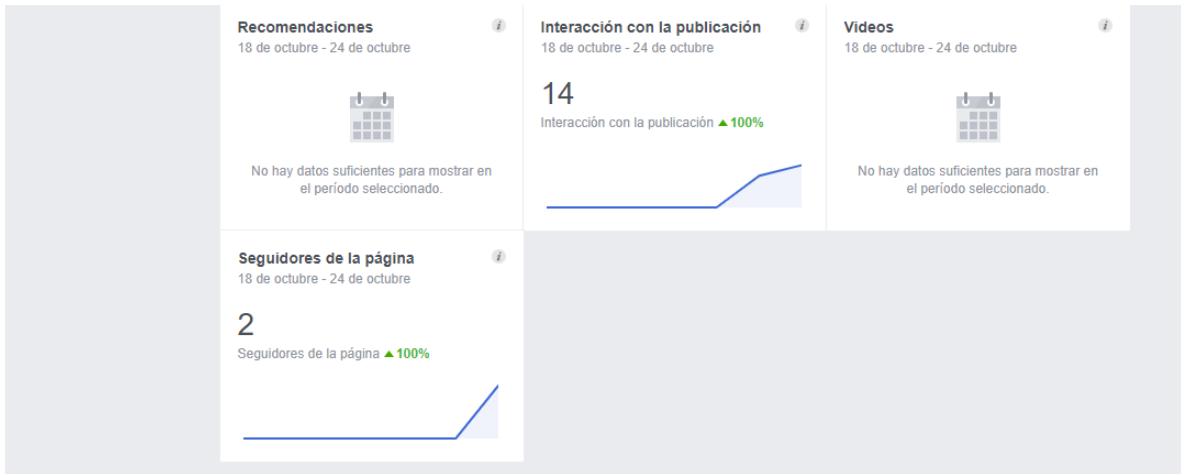 Recomendaciones
18 de octubre - 24 de octubre
No hay datos suficientes para mostrar en
el período seleccionado.
Interacción con la publicación
18 de octubre - 24 de octubre
14
Interacción con la publicación 100%
Videos
18 de octubre - 24 de octubre
No hay datos suficientes para mostrar en
el período seleccionado.
Seguidores de la página
18 de octubre - 24 de octubre
2
Seguidores de la página 100%